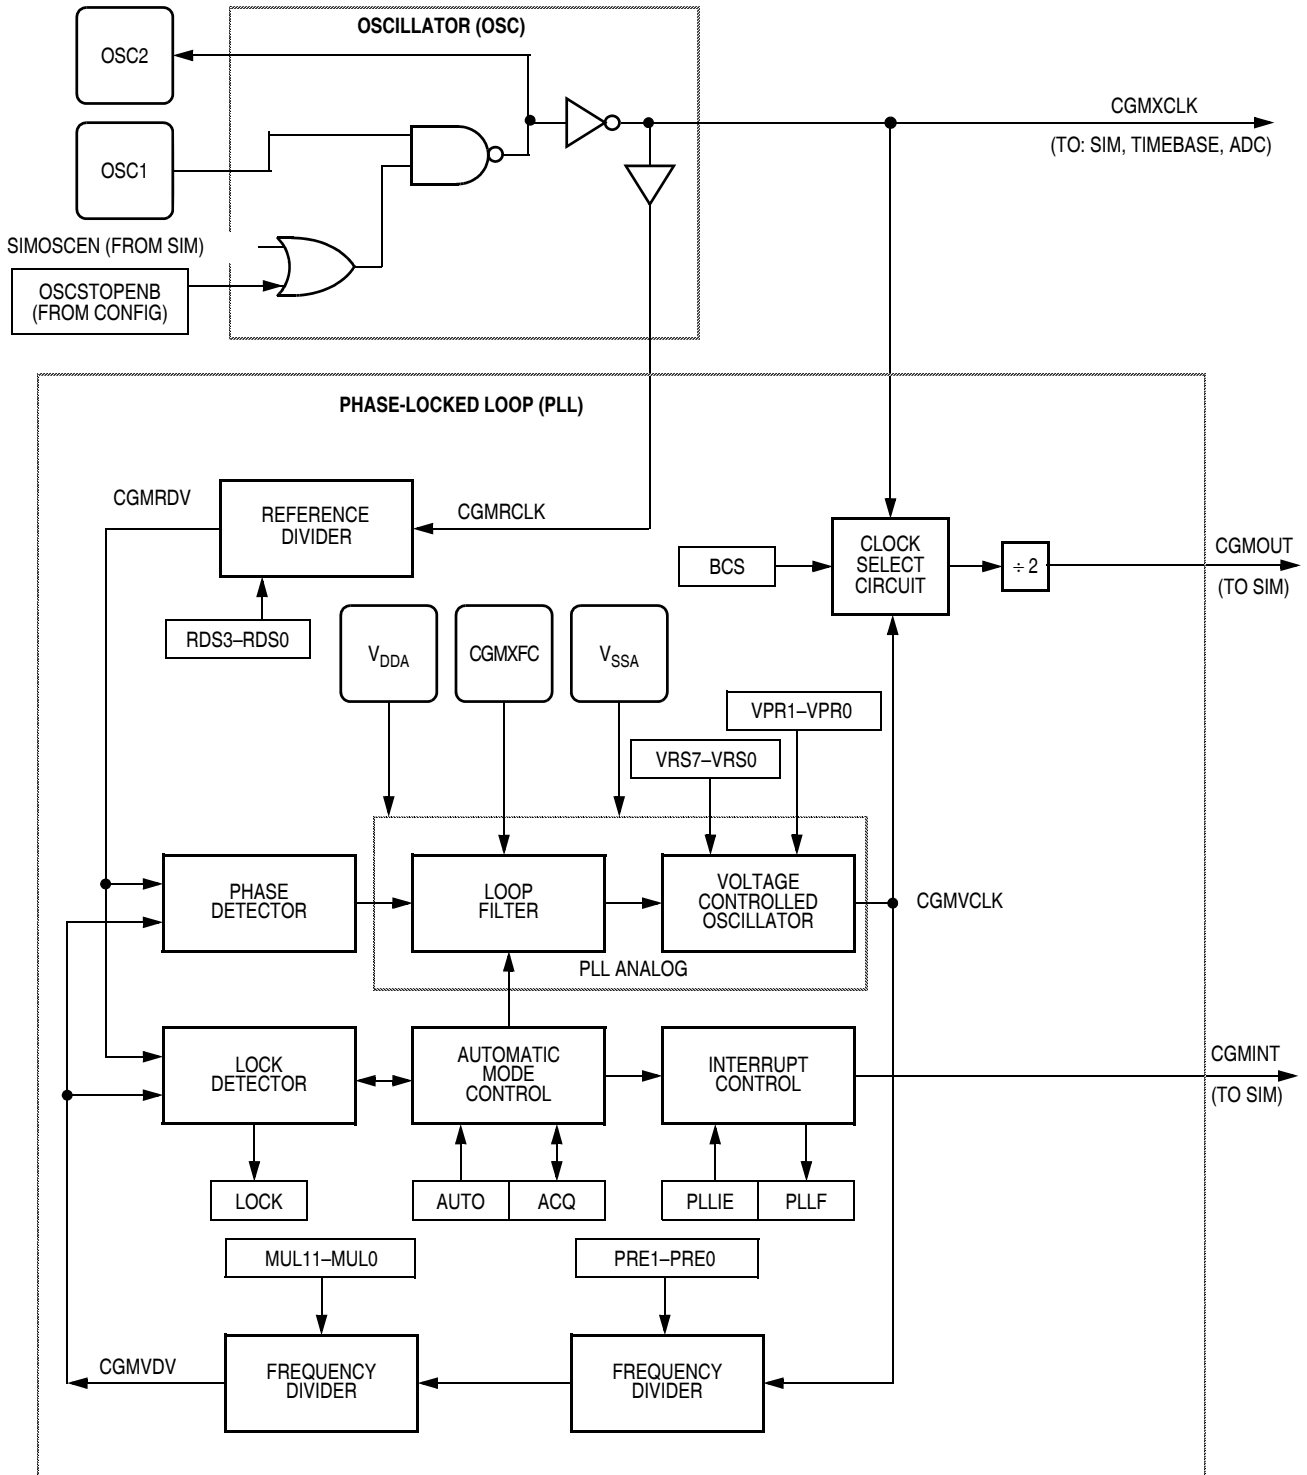 OSCILLATOR (OSC)
OSC2
CGMXCLK
(TO: SIM, TIMEBASE, ADC)
OSC1
SIMOSCEN (FROM SIM)
OSCSTOPENB
(FROM CONFIG)
PHASE-LOCKED LOOP (PLL)
CGMRDV
REFERENCE
DIVIDER
CGMRCLK
CLOCK
SELECT
CIRCUIT
BCS
÷ 2
CGMOUT
(TO SIM)
RDS3–RDS0
VDDA
CGMXFC
VSSA
VPR1–VPR0
VRS7–VRS0
PHASE
DETECTOR
LOOP
FILTER
VOLTAGE
CONTROLLED
OSCILLATOR
CGMVCLK
PLL ANALOG
LOCK
DETECTOR
AUTOMATIC
MODE
CONTROL
INTERRUPT
CONTROL
CGMINT
(TO SIM)
LOCK
AUTO
ACQ
PLLIE
PLLF
MUL11–MUL0
PRE1–PRE0
CGMVDV
FREQUENCY
DIVIDER
FREQUENCY
DIVIDER